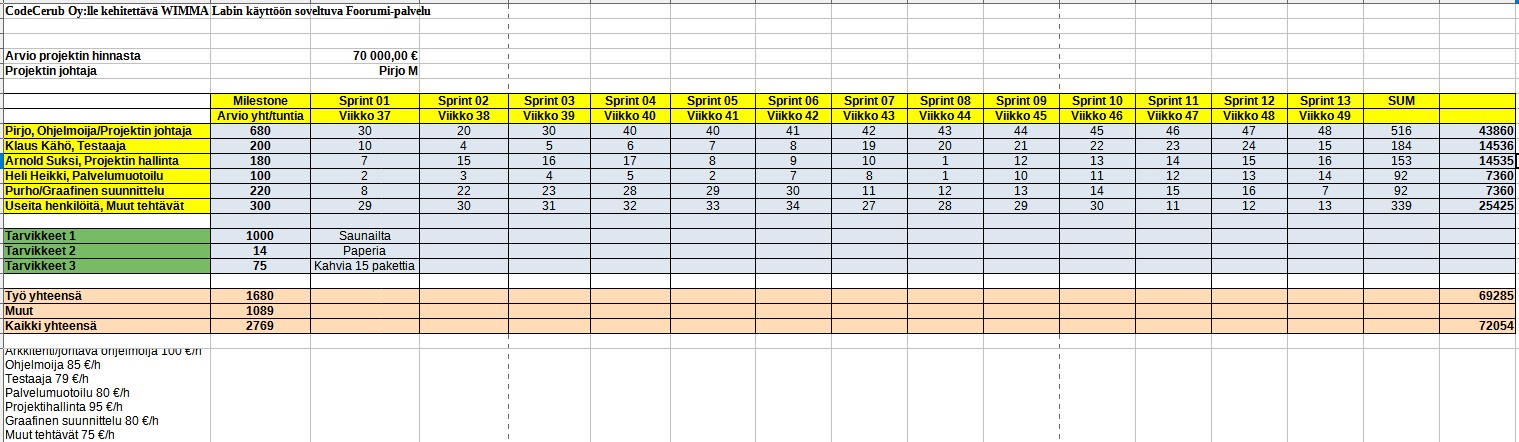 CodeCerub Oy:lle kehitettävä WIMMA Labin käyttöön soveltuva Foorumi-palvelu
Arvio projektin hinnasta 70 000,00 €
Projektin johtaja Pirjo M
Milestone Sprint 01 Sprint 02 Sprint 03 Sprint 04 Sprint 05 Sprint 06 Sprint 07 Sprint 08 Sprint 09 Sprint 10 Sprint 11 Sprint 12 Sprint 13 SUM
Arvio yht/tuntia Viikko 37 Viikko 38 Viikko 39 Viikko 40 Viikko 41 Viikko 42 Viikko 43 Viikko 44 Viikko 45 Viikko 46 Viikko 47 Viikko 48 Viikko 49
Pirjo, Ohjelmoija/Projektin johtaja 680 30 20 30 40 40 41 42 43 44 45 46 47 48 516 43860
Klaus Kähö, Testaaja 200 10 4 5 6 7 8 19 20 21 22 23 24 15 184 14536
Arnold Suksi, Projektin hallinta 180 7 15 16 17 8 9 10 1 12 13 14 15 16 153 14535
Heli Heikki, Palvelumuotoilu 100 2 3 4 5 2 7 8 1 10 11 12 13 14 92 7360
Purho/Graafinen suunnittelu 220 8 22 23 28 29 30 11 12 13 14 15 16 7 92 7360
Useita henkilöitä, Muut tehtävät 300 29 30 31 32 33 34 27 28 29 30 11 12 13 339 25425
Tarvikkeet 1 1000 Saunailta
Tarvikkeet 2 14 Paperia
Tarvikkeet 3 75 Kahvia 15 pakettia
Työ yhteensä 1680 69285
Muut 1089
Kaikki yhteensä 2769 72054
Arkkitehti/johtava ohjelmoija 100 €/h
Ohjelmoija 85 €/h
Testaaja 79 €/h
Palvelumuotoilu 80 €/h
Projektihallinta 95 €/h
Graafinen suunnittelu 80 €/h
Muut tehtävät 75 €/h